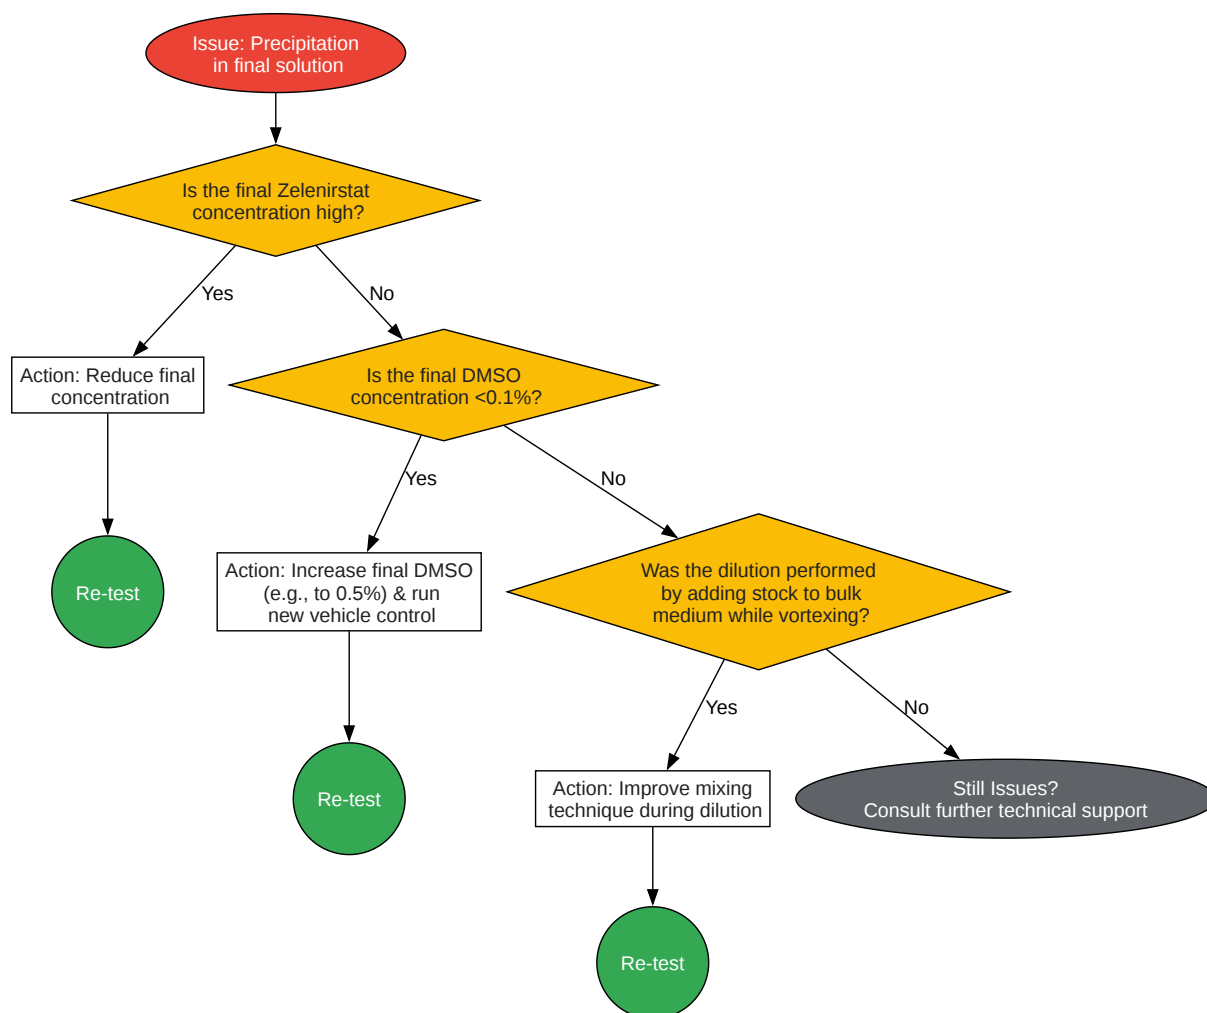 Issue: Precipitation
in final solution
Is the final Zelenirstat
concentration high?
Yes
No
Action: Reduce final
concentration
Is the final DMSO
concentration <0.1%?
Yes
No
Re-test
Action: Increase final DMSO
(e.g., to 0.5%) & run
new vehicle control
Was the dilution performed
by adding stock to bulk
medium while vortexing?
Yes
No
Re-test
Action: Improve mixing
technique during dilution
Still Issues?
Consult further technical support
Re-test